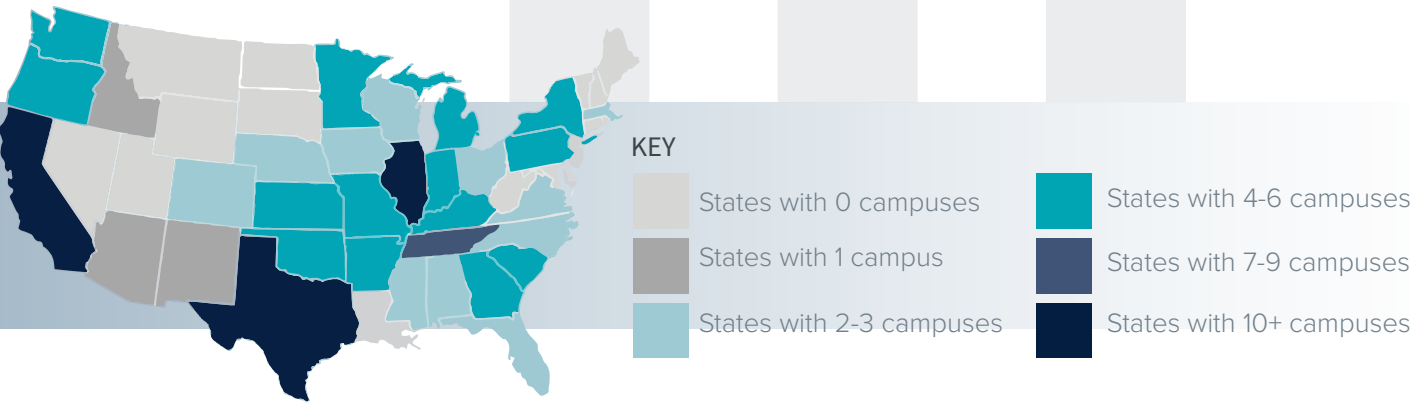 KEY
States with 0 campuses
States with 1 campus
States with 2-3 campuses
States with 4-6 campuses
States with 7-9 campuses
States with 10+ campuses